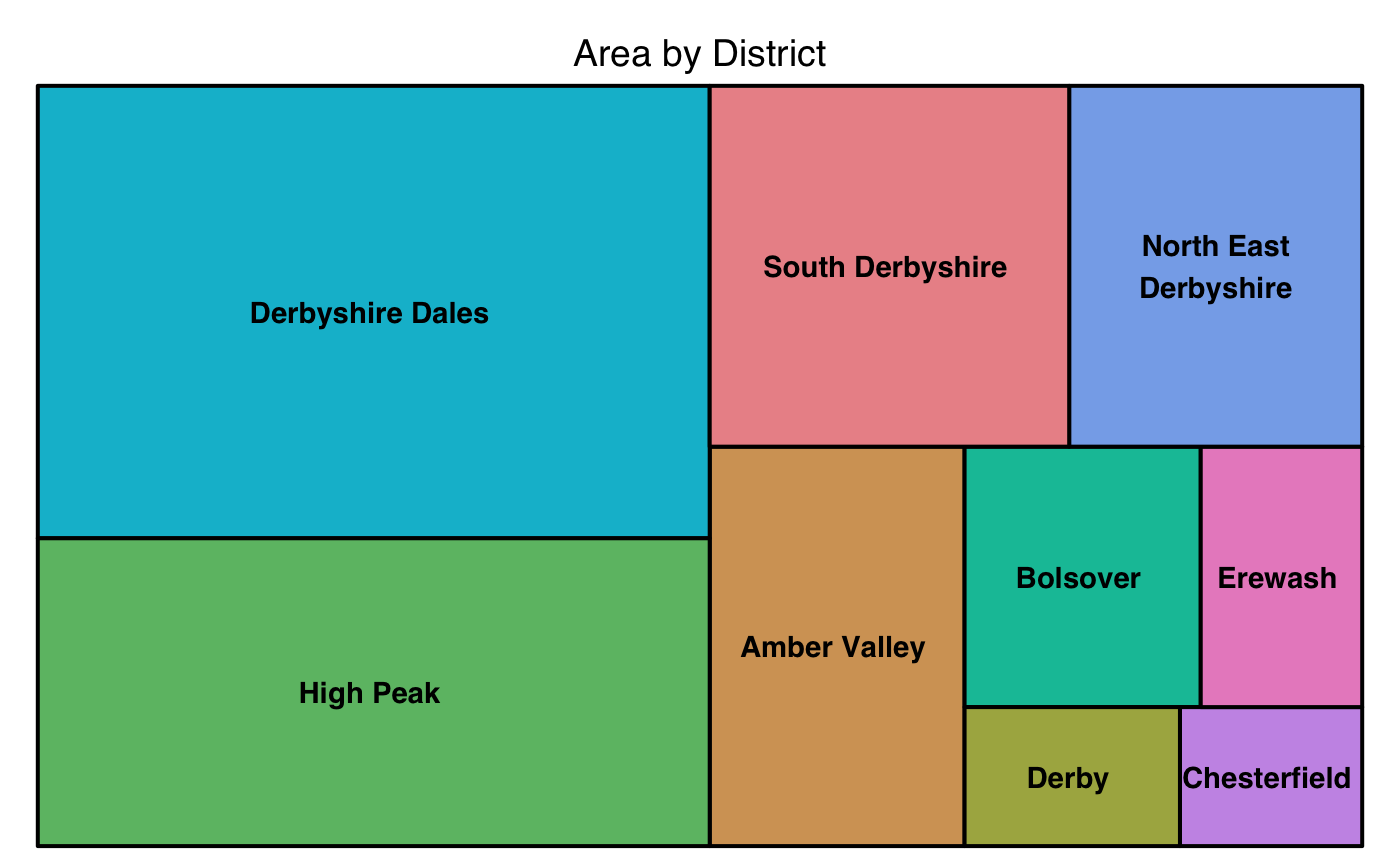 Area by District
Derbyshire Dales
South Derbyshire
North East
Derbyshire
High Peak
Amber Valley
Bolsover
Erewash
Derby
Chesterfield